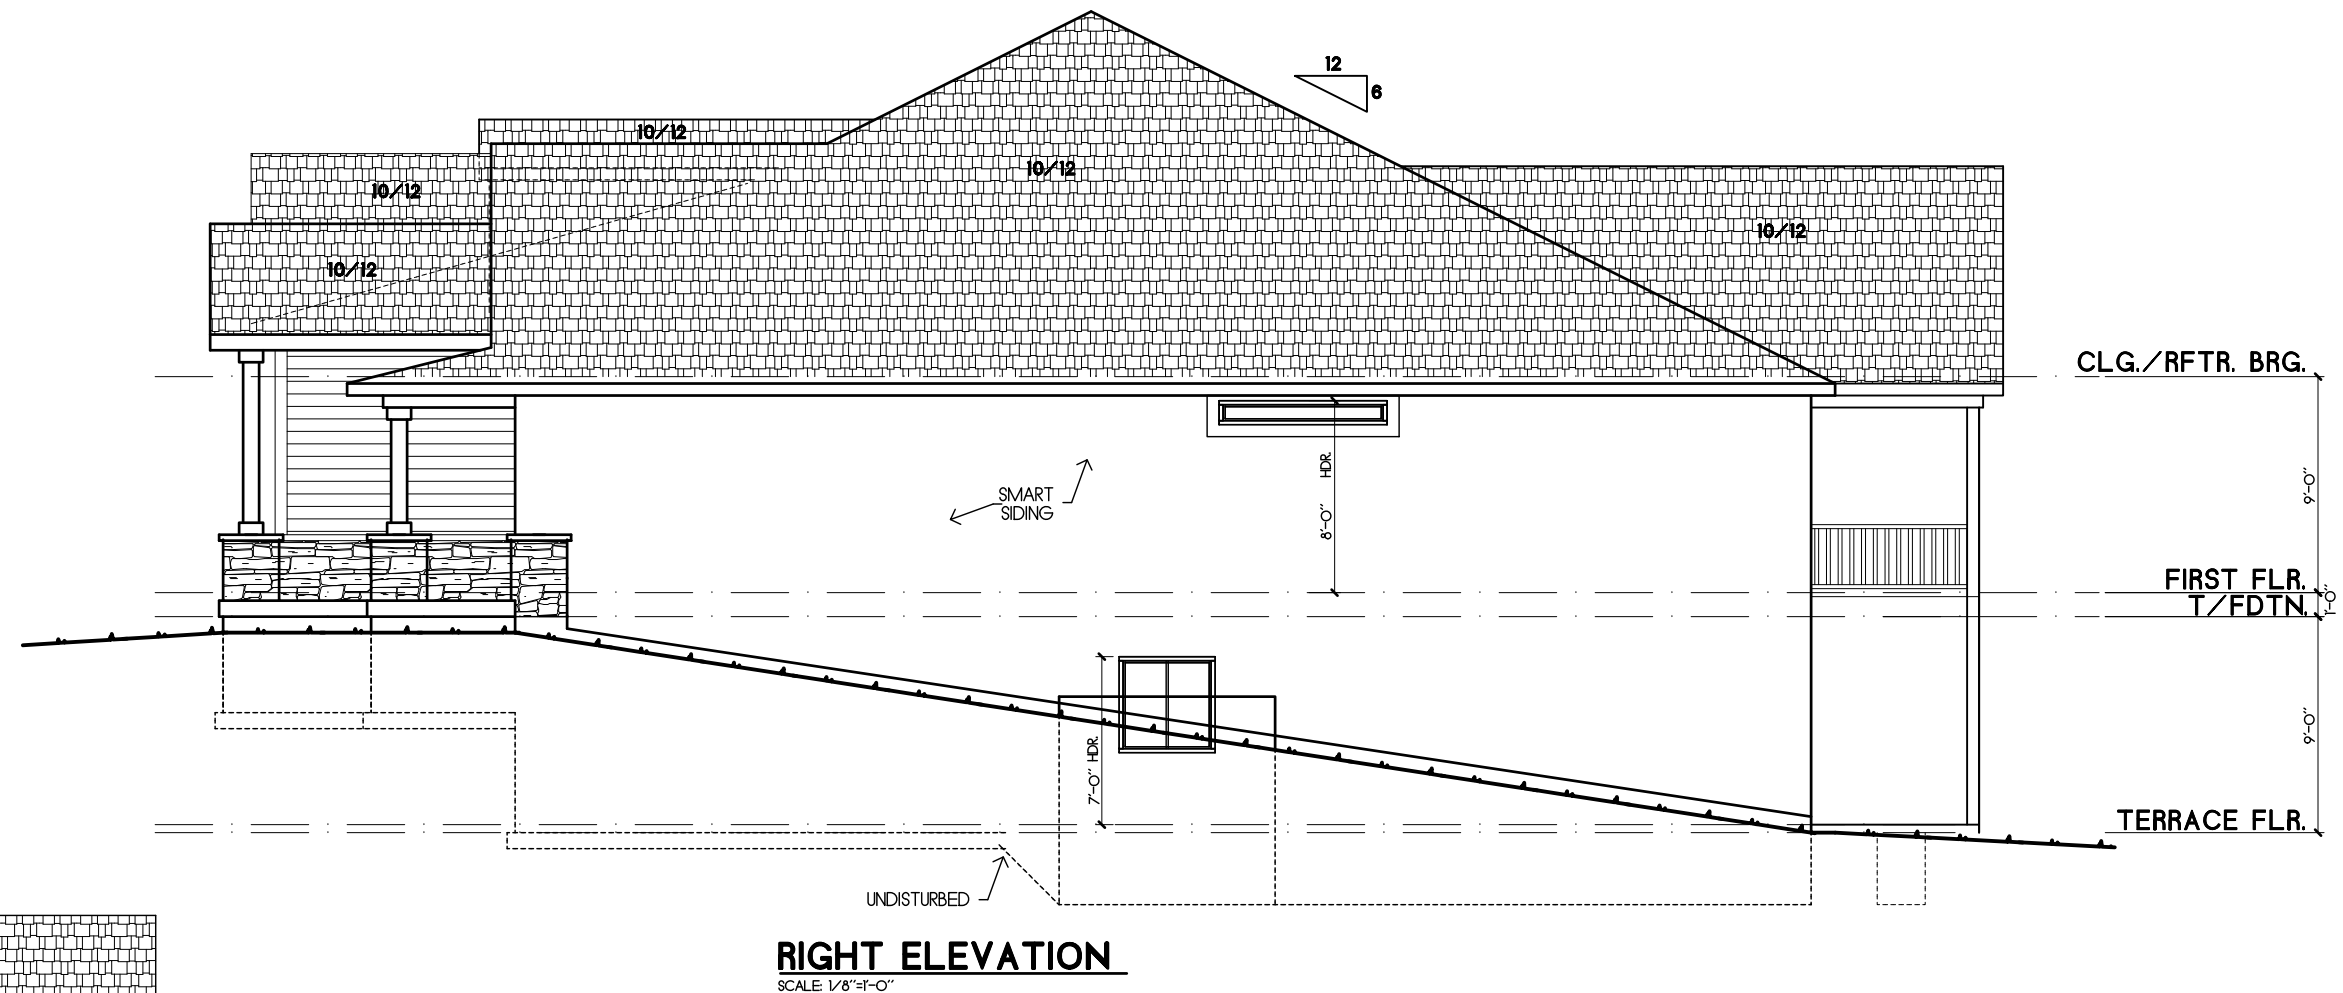 12
6
10/12
10/12
10/12
10/12
10/12
CLG./RFTR. BRG.
9'-0"
8'-0" HDR.
SMART
SIDING
FIRST FLR.
1'-0"
T/FDTN.
7'-0" HDR.
9'-0"
TERRACE FLR.
UNDISTURBED
RIGHT ELEVATION
SCALE: 1/8"=1'-0"